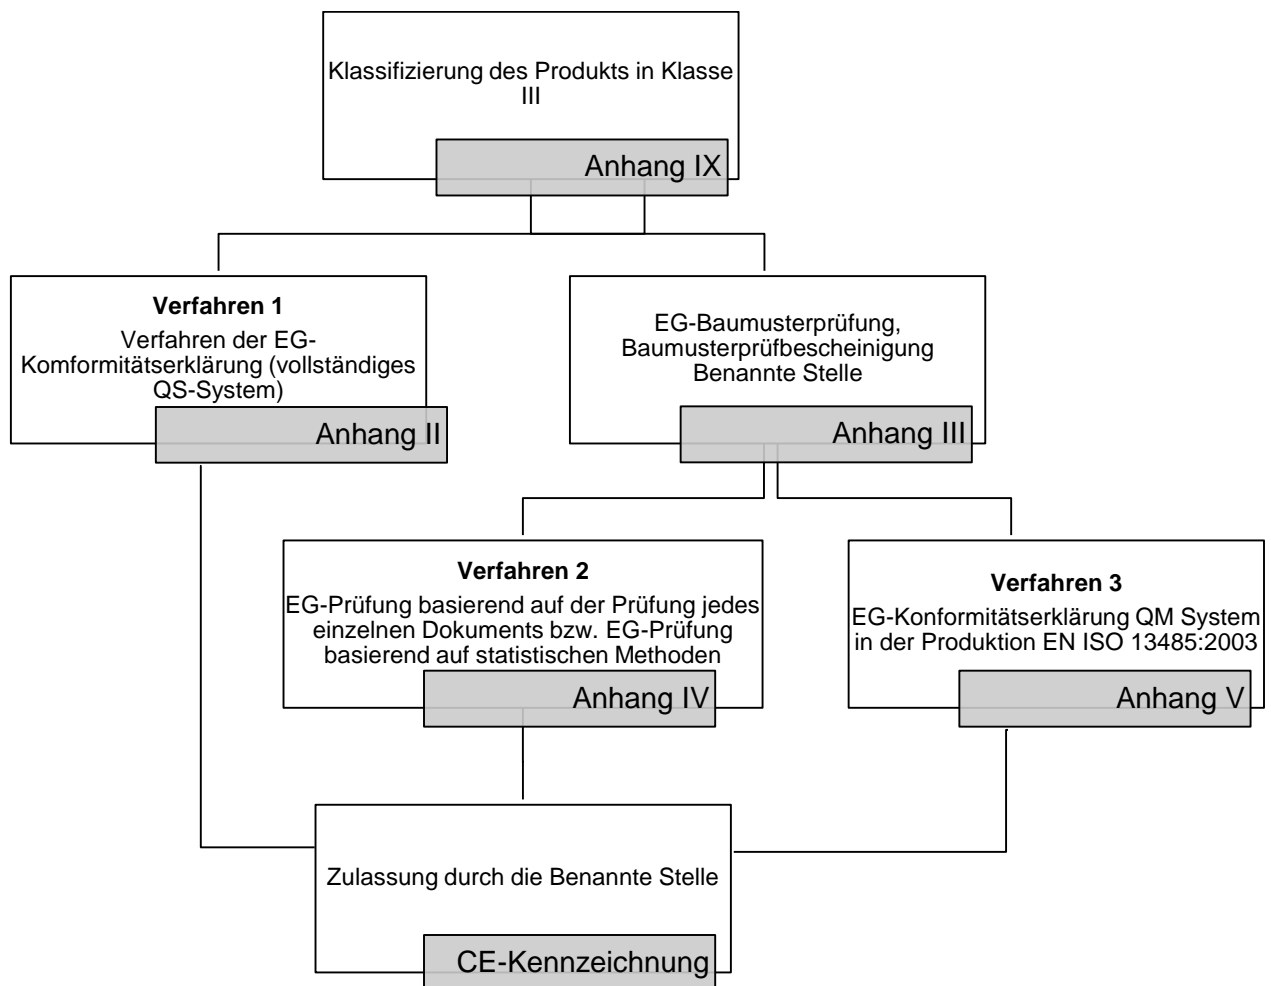 Klassifizierung des Produkts in Klasse
III
Anhang IX
Verfahren 1
Verfahren der EG-
Komformitätserklärung (vollständiges
QS-System)
Anhang II
EG-Baumusterprüfung,
Baumusterprüfbescheinigung
Benannte Stelle
Anhang III
Verfahren 2
EG-Prüfung basierend auf der Prüfung jedes
einzelnen Dokuments bzw. EG-Prüfung
basierend auf statistischen Methoden
Anhang IV
Verfahren 3
EG-Konformitätserklärung QM System
in der Produktion EN ISO 13485:2003
Anhang V
Zulassung durch die Benannte Stelle
CE-Kennzeichnung